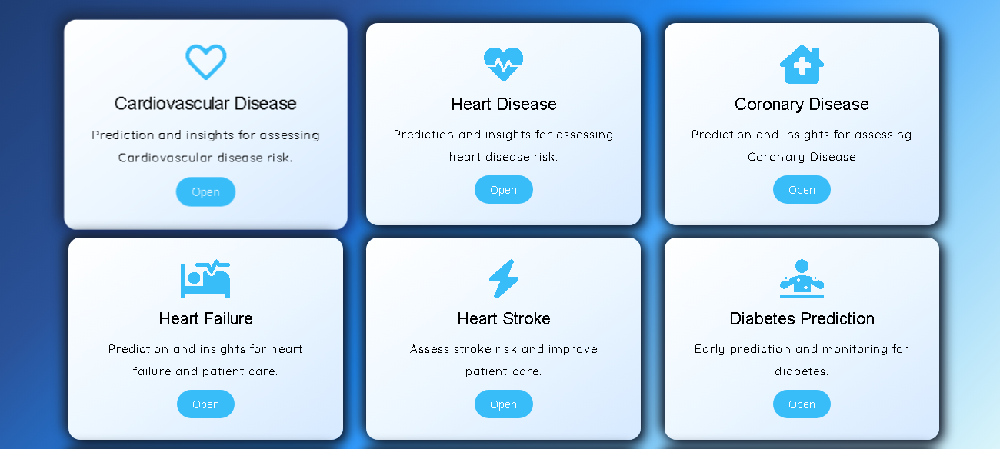 Cardiovascular Disease
Prediction and insights for assessing
Cardiovascular disease risk.
Open
Heart Disease
Prediction and insights for assessing
heart disease risk.
Open
Coronary Disease
Prediction and insights for assessing
Coronary Disease
Open
Heart Failure
Prediction and insights for heart
failure and patient care.
Open
Heart Stroke
Assess stroke risk and improve
patient care.
Open
Diabetes Prediction
Early prediction and monitoring for
diabetes.
Open